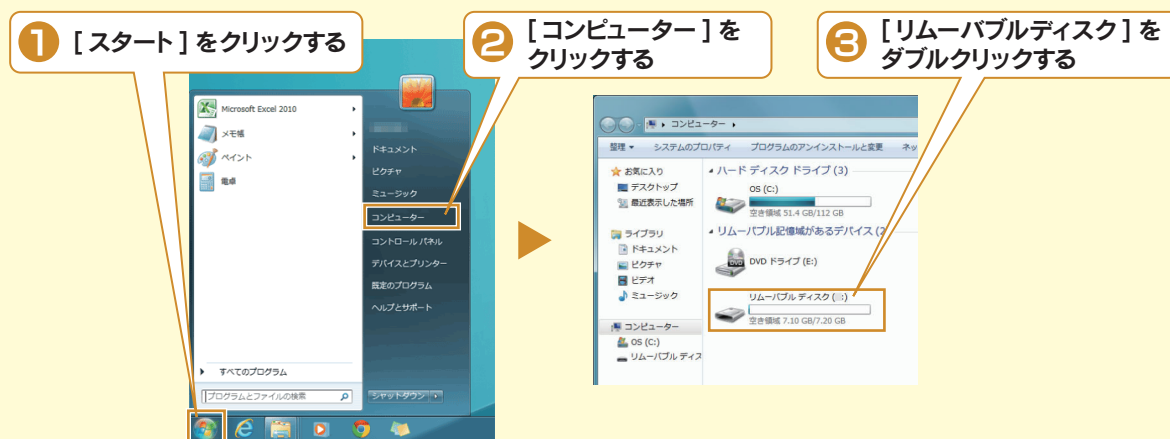 1 [スタート]をクリックする
2 [コンピューター]を
クリックする
3 [リムーバブルディスク]を
ダブルクリックする
Microsoft Excel 2010
メモ帳
ペイント
電卓
すべてのプログラム
プログラムとファイルの検索
ドキュメント
ピクチャ
ミュージック
コンピューター
コントロール パネル
デバイスとプリンター
既定のプログラム
ヘルプとサポート
シャットダウン
コンピューター
整理 システムのプロパティ プログラムのアンインストールと変更 ネッ
お気に入り
デスクトップ
最近表示した場所
ライブラリ
ドキュメント
ピクチャ
ビデオ
ミュージック
コンピューター
OS (C:)
リムーバブル ディス
ハード ディスク ドライブ (3)
OS (C:)
空き領域 51.4 GB/112 GB
リムーバブル記憶域があるデバイス (2
DVD
DVD ドライブ (E:)
リムーバブル ディスク ( :)
空き領域 7.10 GB/7.20 GB